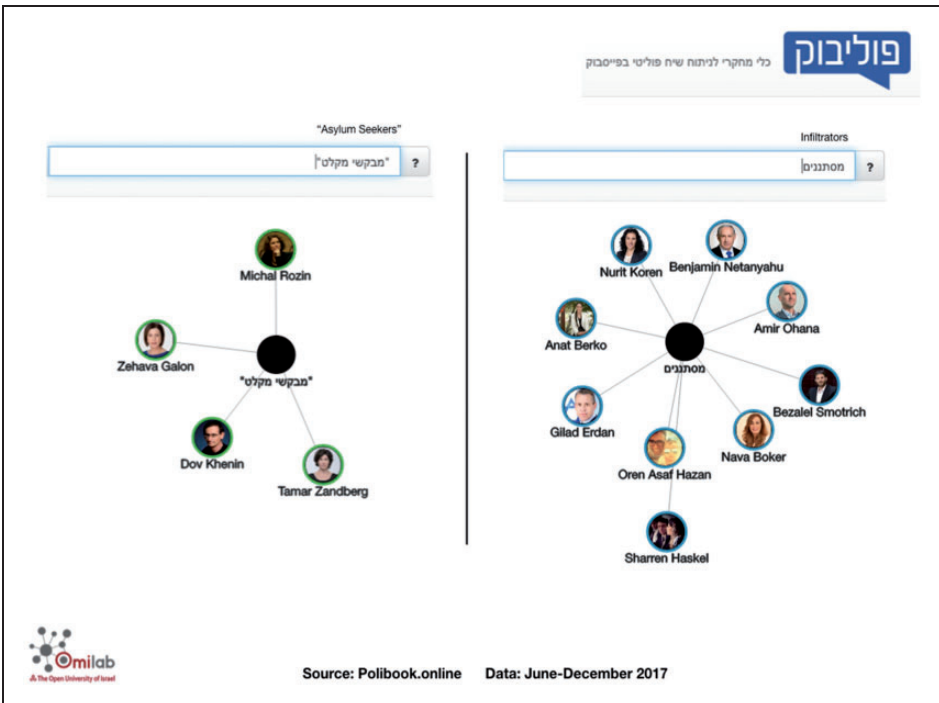 פוליבוק
כלי מחקרי לניתוח שיח פוליטי בפייסבוק
"Asylum Seekers"
"מבקשי מקלט"
?
Michal Rozin
Zehava Galon
"מבקשי מקלט"
Dov Khenin
Tamar Zandberg
Infiltrators
מסתננים
?
Nurit Koren
Benjamin Netanyahu
Amir Ohana
Anat Berko
מסתננים
Bezalel Smotrich
Gilad Erdan
Nava Boker
Oren Asaf Hazan
Sharren Haskel
Omilab
The Open University of Israel
Source: Polibook.online Data: June-December 2017